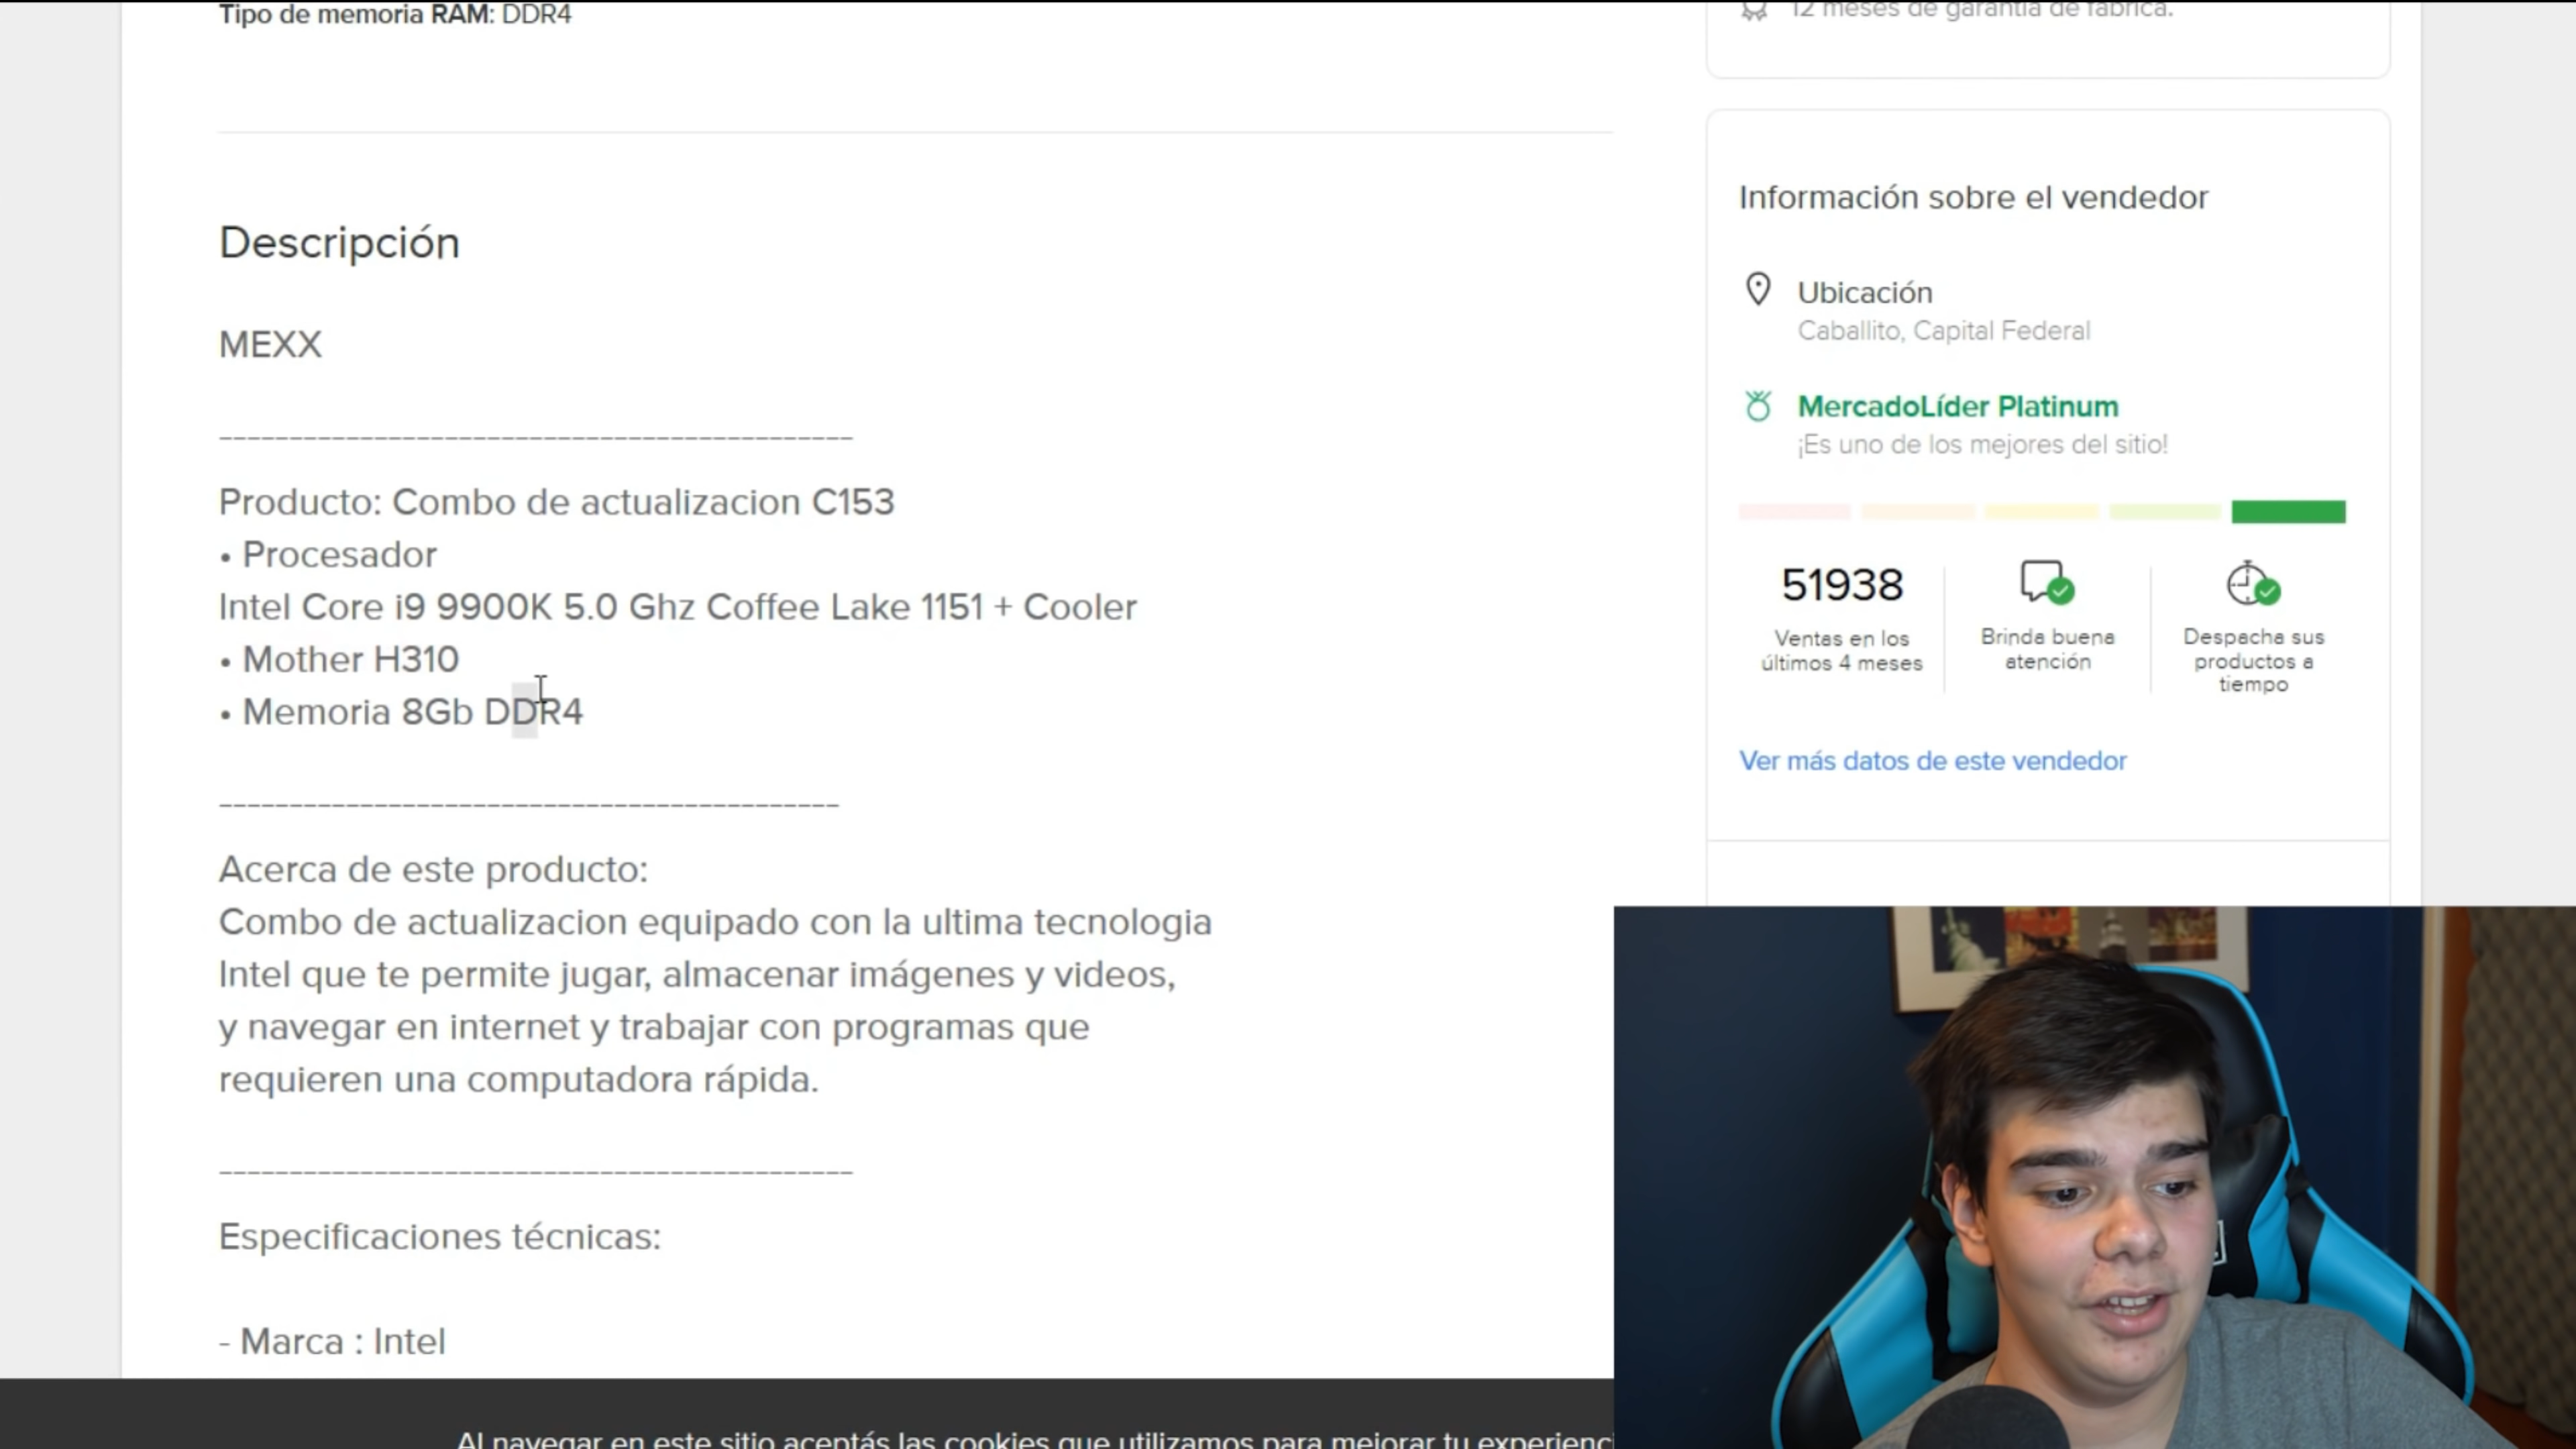 Tipo de memoria RAM: DDR4
Descripción
MEXX
---------------------------------------------
Producto: Combo de actualizacion C153
• Procesador
Intel Core i9 9900K 5.0 Ghz Coffee Lake 1151 + Cooler
• Mother H310
• Memoria 8Gb DDR4
--------------------------------------------
Acerca de este producto:
Combo de actualizacion equipado con la ultima tecnologia
Intel que te permite jugar, almacenar imágenes y videos,
y navegar en internet y trabajar con programas que
requieren una computadora rápida.
---------------------------------------------
Especificaciones técnicas:
- Marca : Intel
12 meses de garantía de fábrica.
Información sobre el vendedor
Ubicación
Caballito, Capital Federal
MercadoLíder Platinum
¡Es uno de los mejores del sitio!
51938
Ventas en los
últimos 4 meses
Brinda buena
atención
Despacha sus
productos a
tiempo
Ver más datos de este vendedor
Al navegar en este sitio aceptás las cookies que utilizamos para mejorar tu experienci